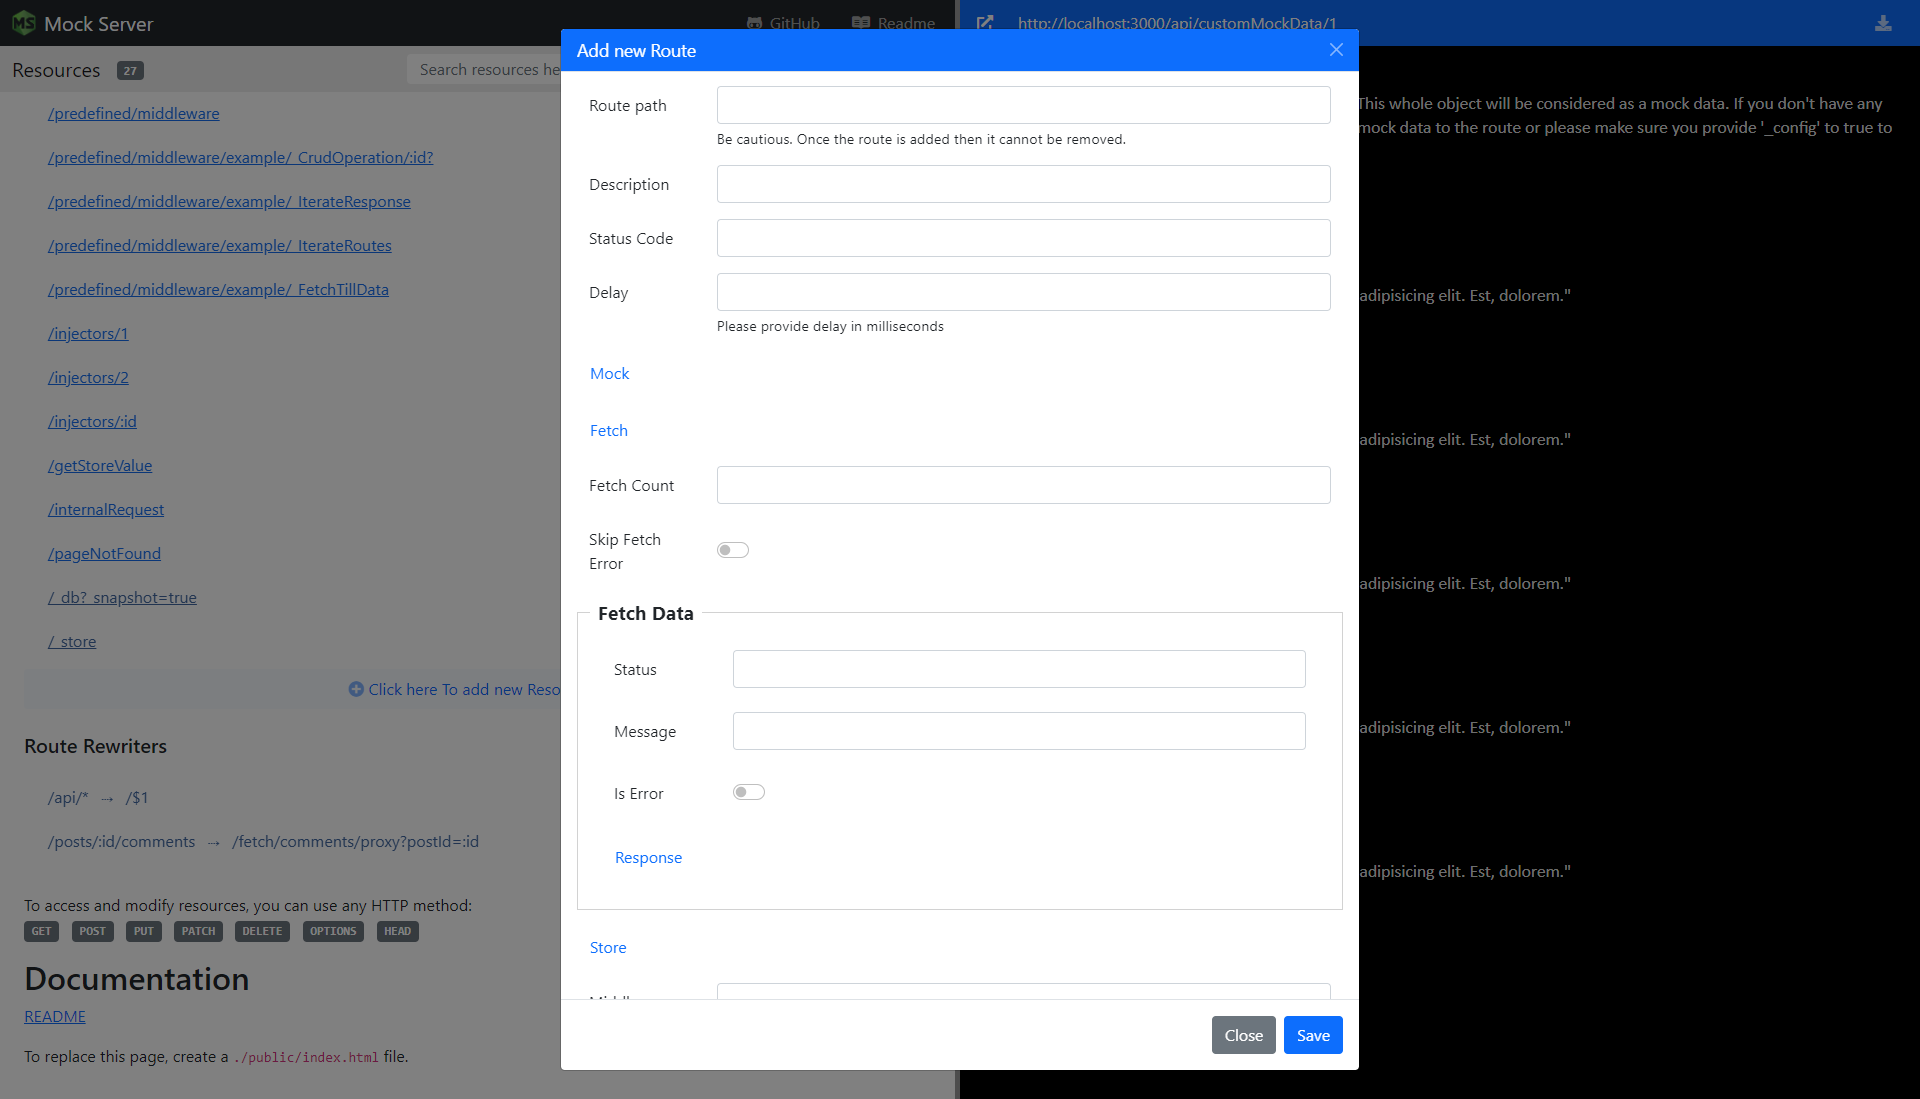 MS Mock Server
GitHub
Readme
http://localhost:3000/api/customMockData/1
Resources 27
Search resources he
/predefined/middleware
/predefined/middleware/example/_CrudOperation/:id?
/predefined/middleware/example/_IterateResponse
/predefined/middleware/example/_IterateRoutes
/predefined/middleware/example/_FetchTillData
/injectors/1
/injectors/2
/injectors/:id
/getStoreValue
/internalRequest
/pageNotFound
/_db?_snapshot=true
/_store
Click here To add new Reso
Route Rewriters
/api/* → /$1
/posts/:id/comments → /fetch/comments/proxy?postId=:id
To access and modify resources, you can use any HTTP method:
GET POST PUT PATCH DELETE OPTIONS HEAD
Documentation
README
To replace this page, create a ./public/index.html file.
Add new Route
Route path
Be cautious. Once the route is added then it cannot be removed.
Description
Status Code
Delay
Please provide delay in milliseconds
Mock
Fetch
Fetch Count
Skip Fetch
Error
Fetch Data
Status
Message
Is Error
Response
Store
Close Save
This whole object will be considered as a mock data. If you don't have any
mock data to the route or please make sure you provide '_config' to true to
adipisicing elit. Est, dolorem."
adipisicing elit. Est, dolorem."
adipisicing elit. Est, dolorem."
adipisicing elit. Est, dolorem."
adipisicing elit. Est, dolorem."